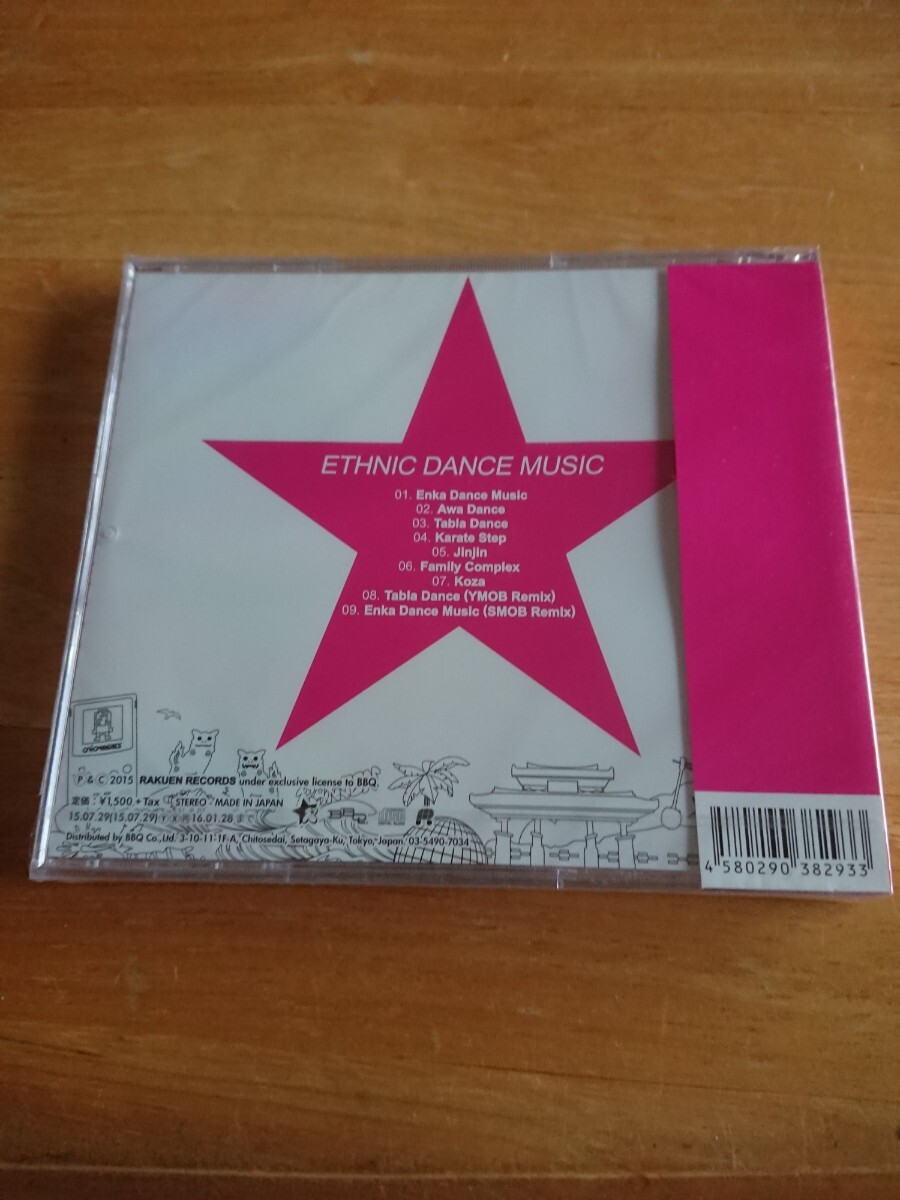 ETHNIC DANCE MUSIC
01. Enka Dance Music
02. Awa Dance
03. Tabla Dance
04. Karate Step
05. Jinjin
06. Family Complex
07. Koza
08. Tabla Dance (YMOB Remix)
09. Enka Dance Music (SMOB Remix)
P & C 2015 RAKUEN RECORDS under exclusive license to BBQ.
定価:¥1,500+Tax STEREO MADE IN JAPAN
15.07.29(15.07.29) Y X 16.01.28まで
Distributed by BBQ Co.,Ltd. 3-10-11-1F-A, Chitosedai, Setagaya-Ku, Tokyo, Japan. 03-5490-7034
4 580290 382933